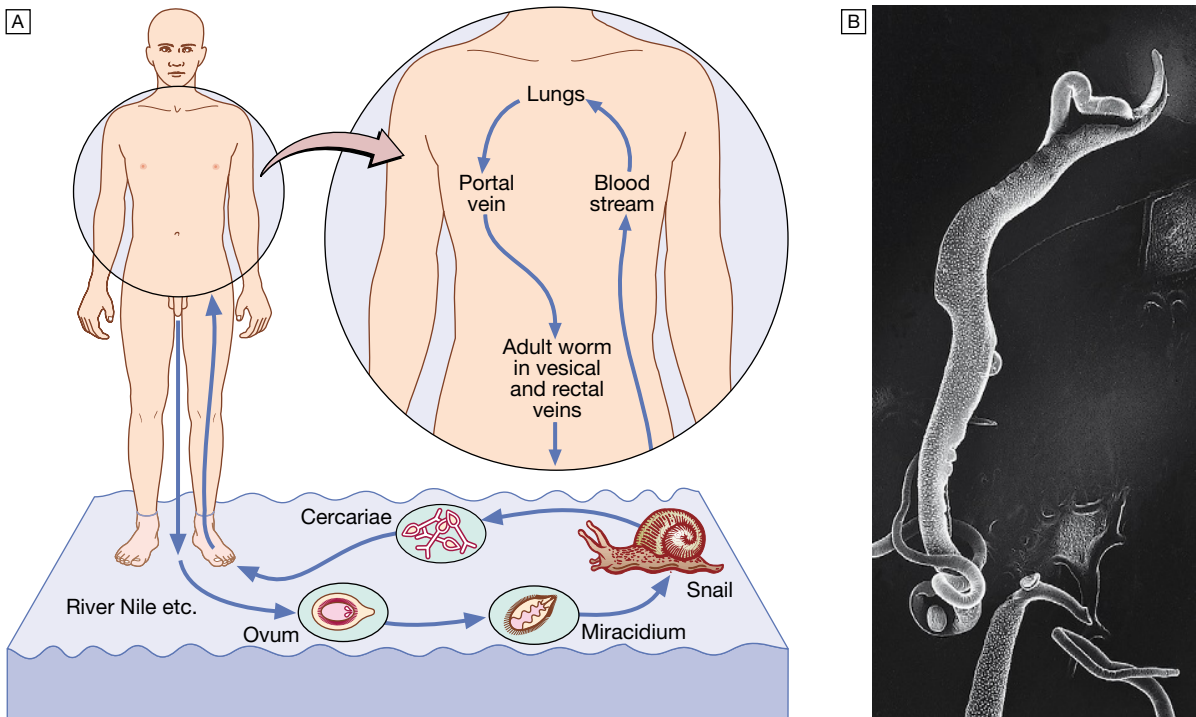 A
B
Lungs
Portal
vein
Blood
stream
Adult worm
in vesical
and rectal
veins
Cercariae
Snail
River Nile etc.
Ovum
Miracidium